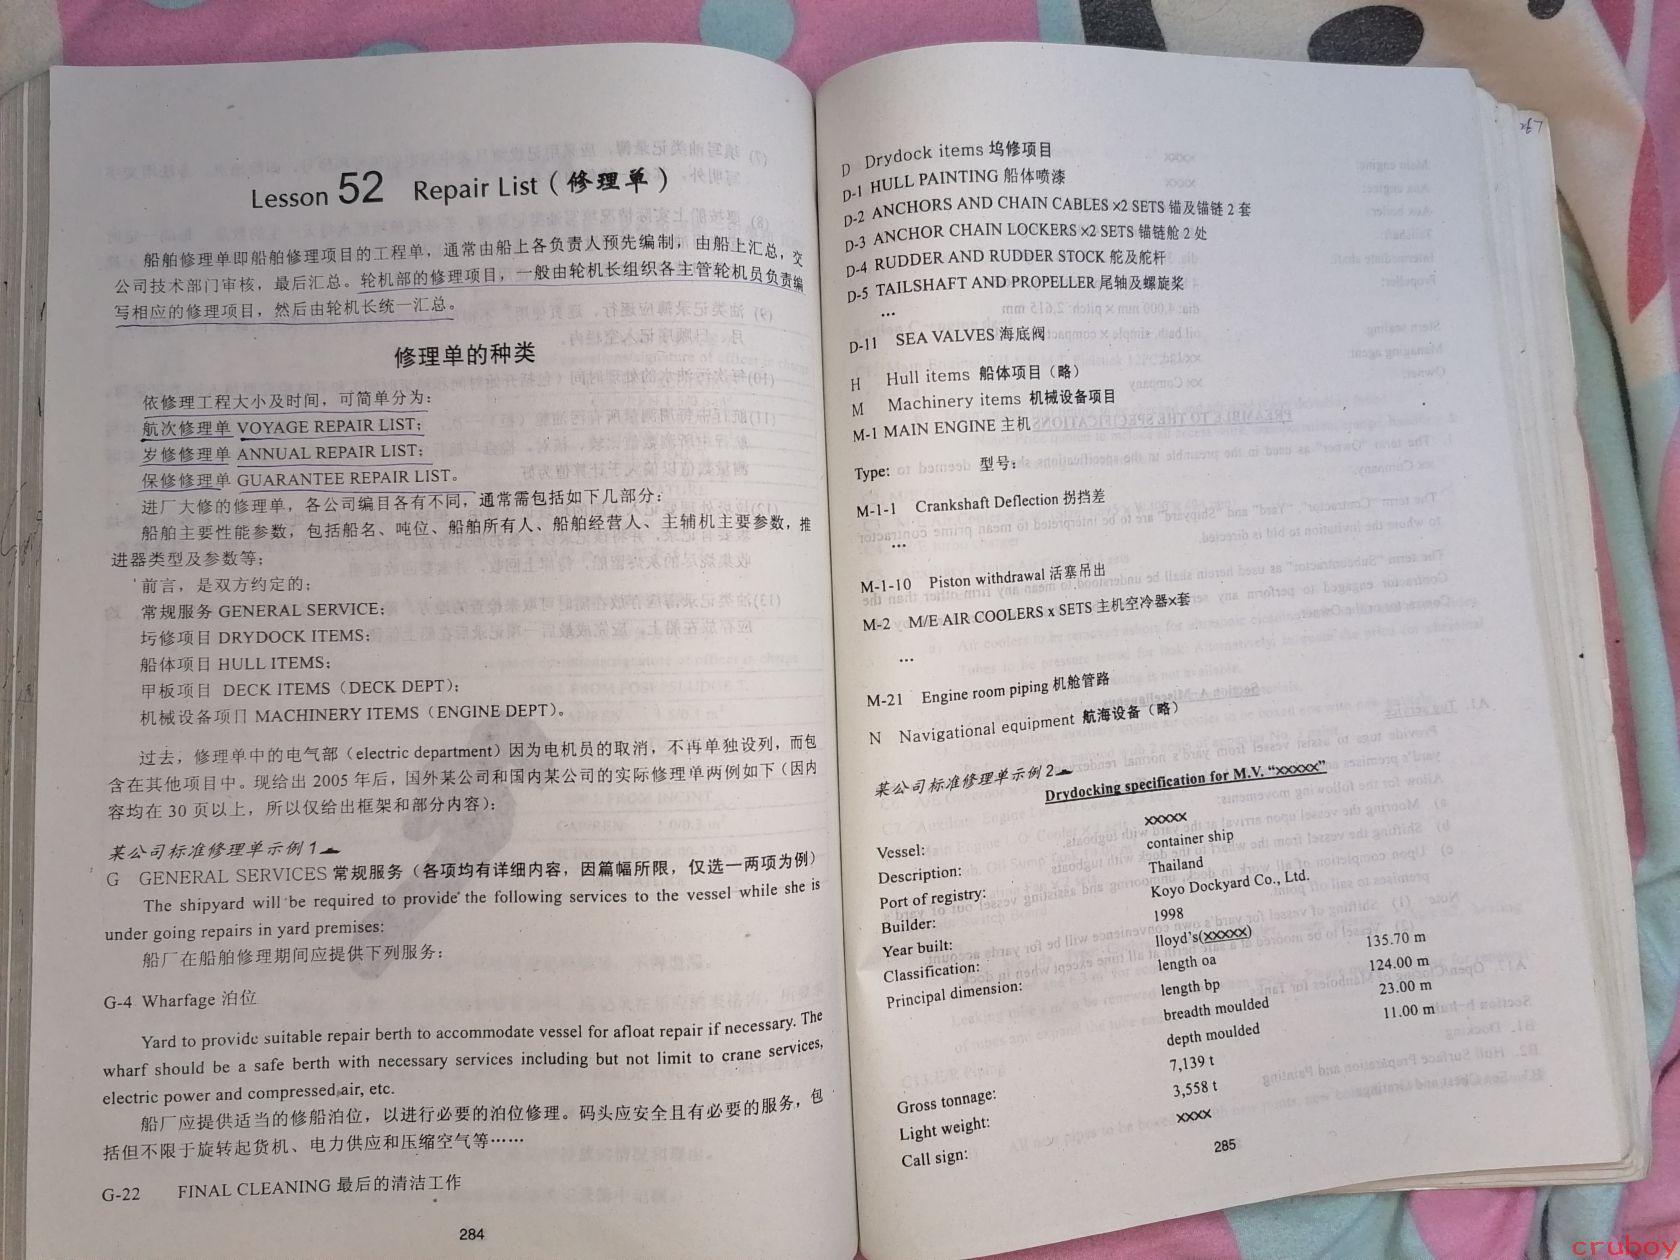 Lesson 52 Repair List（修理单）
船舶修理单即船舶修理项目的工程单，通常由船上各负责人预先编制，由船上汇总，交
公司技术部门审核，最后汇总。轮机部的修理项目，一般由轮机长组织各主管轮机员负责编
写相应的修理项目，然后由轮机长统一汇总。
修理单的种类
依修理工程大小及时间，可简单分为：
航次修理单 VOYAGE REPAIR LIST；
岁修修理单 ANNUAL REPAIR LIST；
保修修理单 GUARANTEE REPAIR LIST。
进厂大修的修理单，各公司编目各有不同，通常需包括如下几部分：
船舶主要性能参数，包括船名、吨位、船舶所有人、船舶经营人、主辅机主要参数，推
进器类型及参数等；
前言，是双方约定的；
常规服务 GENERAL SERVICE；
坞修项目 DRYDOCK ITEMS；
船体项目 HULL ITEMS；
甲板项目 DECK ITEMS（DECK DEPT）；
机械设备项目 MACHINERY ITEMS（ENGINE DEPT）。
过去，修理单中的电气部（electric department）因为电机员的取消，不再单独设列，而包
含在其他项目中。现给出 2005 年后，国外某公司和国内某公司的实际修理单两例如下（因内
容均在 30 页以上，所以仅给出框架和部分内容）：
某公司标准修理单示例 1
G GENERAL SERVICES 常规服务（各项均有详细内容，因篇幅所限，仅选一两项为例）
The shipyard will be required to provide the following services to the vessel while she is
under going repairs in yard premises:
船厂在船舶修理期间应提供下列服务：
G-4 Wharfage 泊位
Yard to provide suitable repair berth to accommodate vessel for afloat repair if necessary. The
wharf should be a safe berth with necessary services including but not limit to crane services,
electric power and compressed air, etc.
船厂应提供适当的修船泊位，以进行必要的泊位修理。码头应安全且有必要的服务，包
括但不限于旋转起货机、电力供应和压缩空气等……
G-22 FINAL CLEANING 最后的清洁工作
284
D Drydock items 坞修项目
D-1 HULL PAINTING 船体喷漆
D-2 ANCHORS AND CHAIN CABLES ×2 SETS 锚及锚链 2 套
D-3 ANCHOR CHAIN LOCKERS ×2 SETS 锚链舱 2 处
D-4 RUDDER AND RUDDER STOCK 舵及舵杆
D-5 TAILSHAFT AND PROPELLER 尾轴及螺旋桨
…
D-11 SEA VALVES 海底阀
H Hull items 船体项目（略）
M Machinery items 机械设备项目
M-1 MAIN ENGINE 主机
Type: 型号：
M-1-1 Crankshaft Deflection 拐挡差
…
M-1-10 Piston withdrawal 活塞吊出
M-2 M/E AIR COOLERS x SETS 主机空冷器×套
…
M-21 Engine room piping 机舱管路
N Navigational equipment 航海设备（略）
某公司标准修理单示例 2
Drydocking specification for M.V. “xxxxx”
Vessel: xxxxx
Description: container ship
Port of registry: Thailand
Builder: Koyo Dockyard Co., Ltd.
Year built: 1998
Classification: lloyd's(xxxxx)
Principal dimension: length oa 135.70 m
length bp 124.00 m
breadth moulded 23.00 m
depth moulded 11.00 m
Gross tonnage: 7,139 t
Light weight: 3,558 t
Call sign: xxxx
285
cruboy